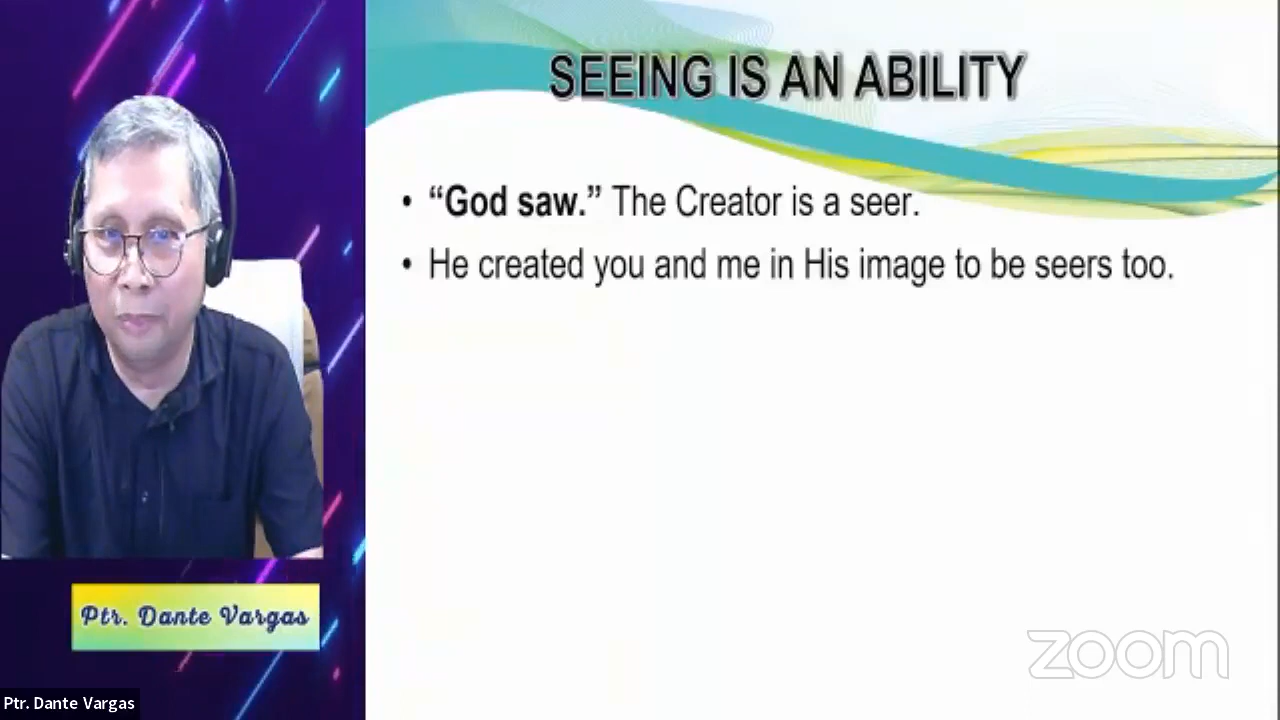 SEEING IS AN ABILITY
• “God saw.” The Creator is a seer.
• He created you and me in His image to be seers too.
Ptr. Dante Vargas
zoom
Ptr. Dante Vargas